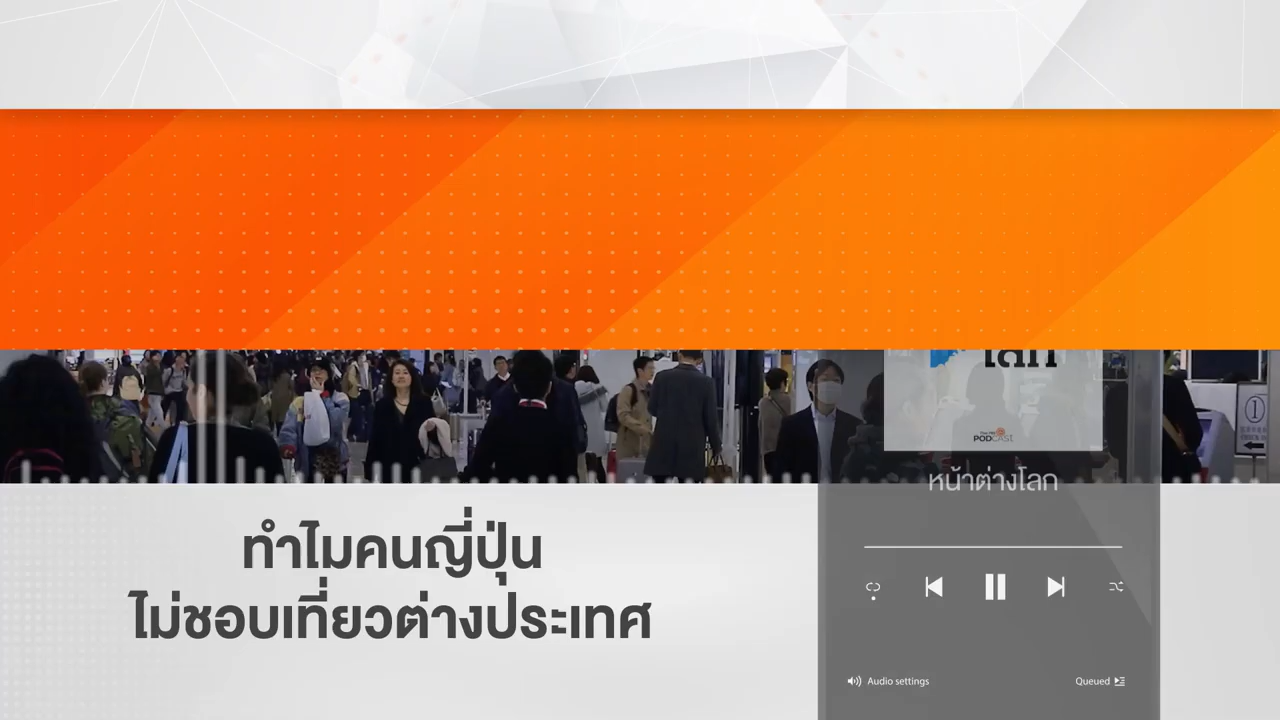 โลก
PODCAST
หน้าต่างโลก
ทำไมคนญี่ปุ่น
ไม่ชอบเที่ยวต่างประเทศ
Audio settings
Queued
1